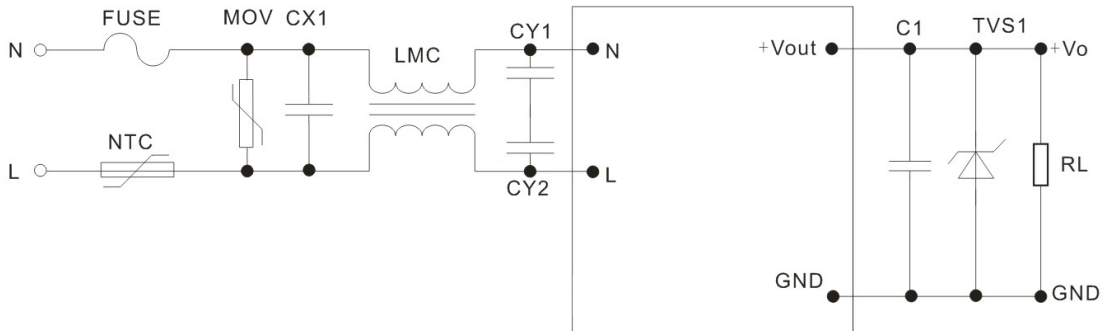 FUSE MOV CX1 CY1 C1 TVS1
N LMC N +Vout +Vo
NTC RL
L CY2 L
GND GND